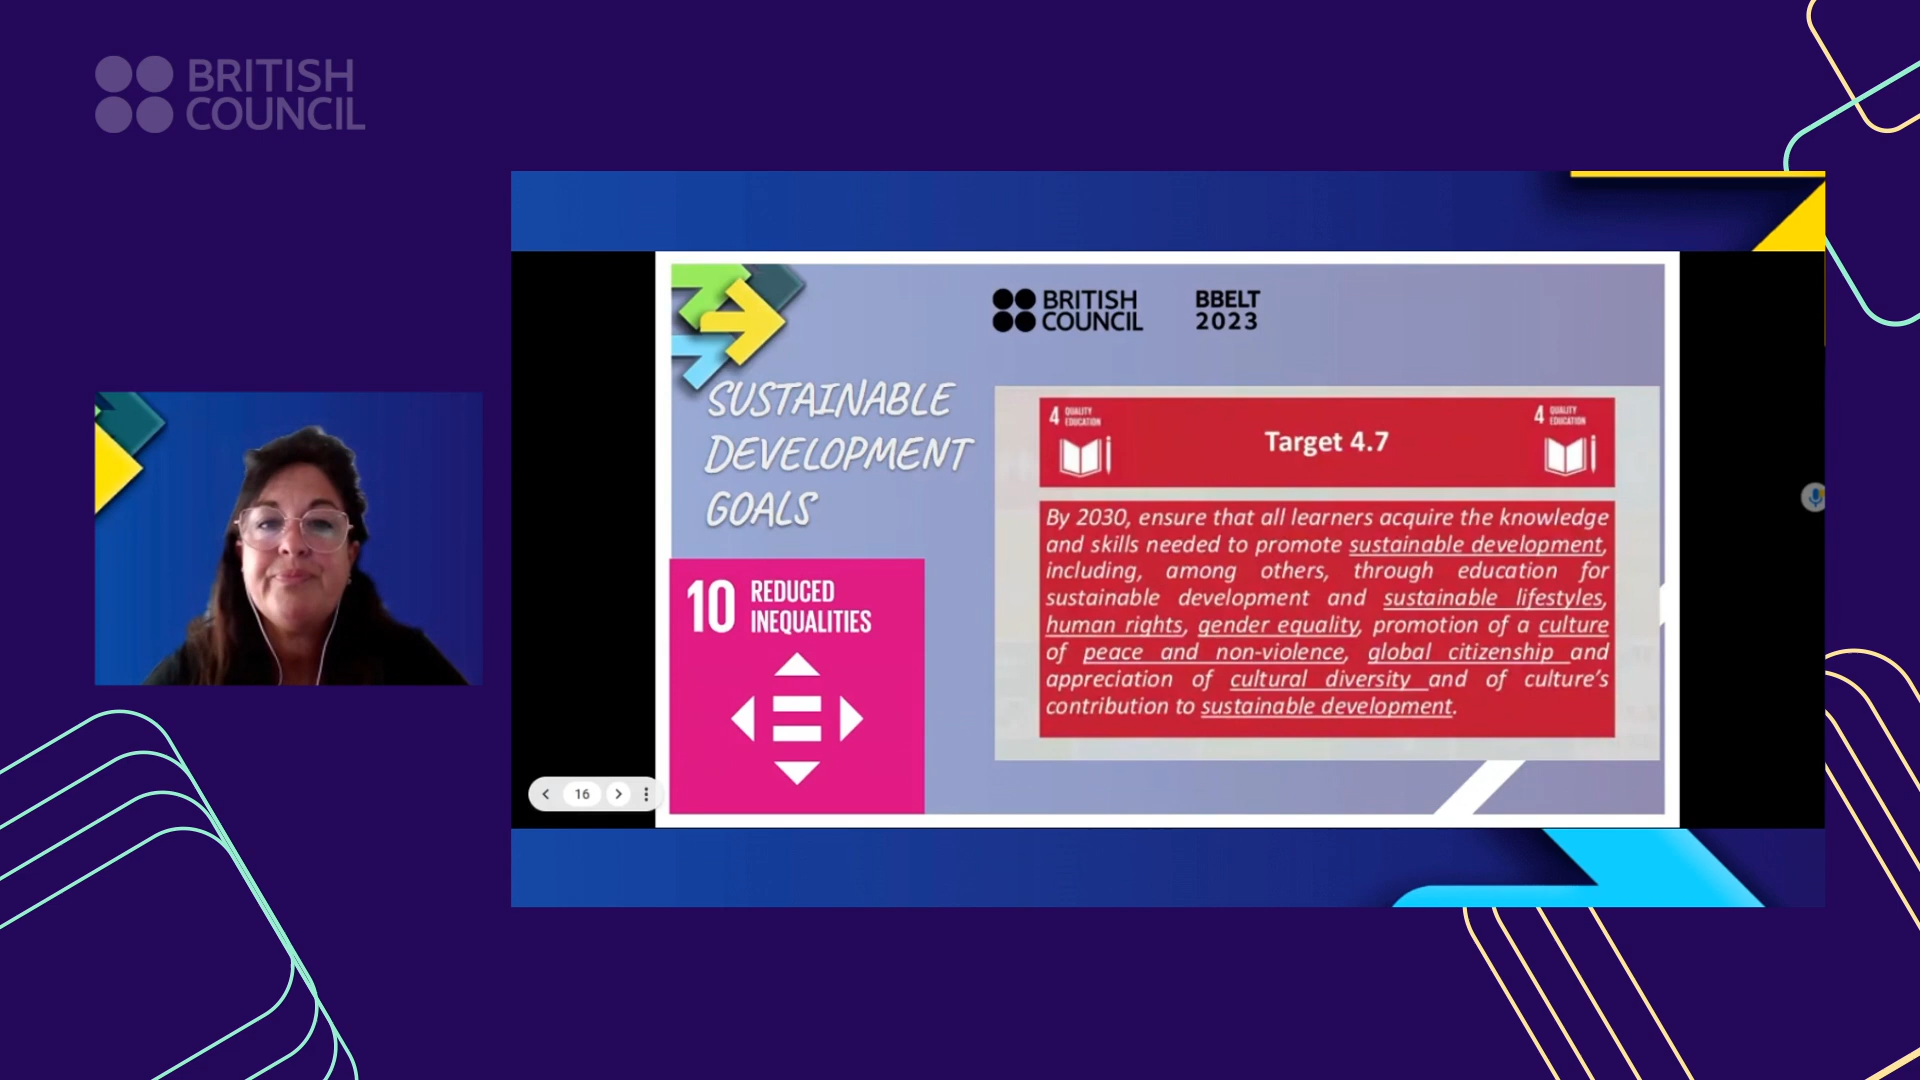 BRITISH
COUNCIL
BRITISH
COUNCIL
BBELT
2023
SUSTAINABLE
DEVELOPMENT
GOALS
10 REDUCED
INEQUALITIES
4 QUALITY
EDUCATION
Target 4.7
4 QUALITY
EDUCATION
By 2030, ensure that all learners acquire the knowledge
and skills needed to promote sustainable development,
including, among others, through education for
sustainable development and sustainable lifestyles,
human rights, gender equality, promotion of a culture
of peace and non-violence, global citizenship and
appreciation of cultural diversity and of culture’s
contribution to sustainable development.
16